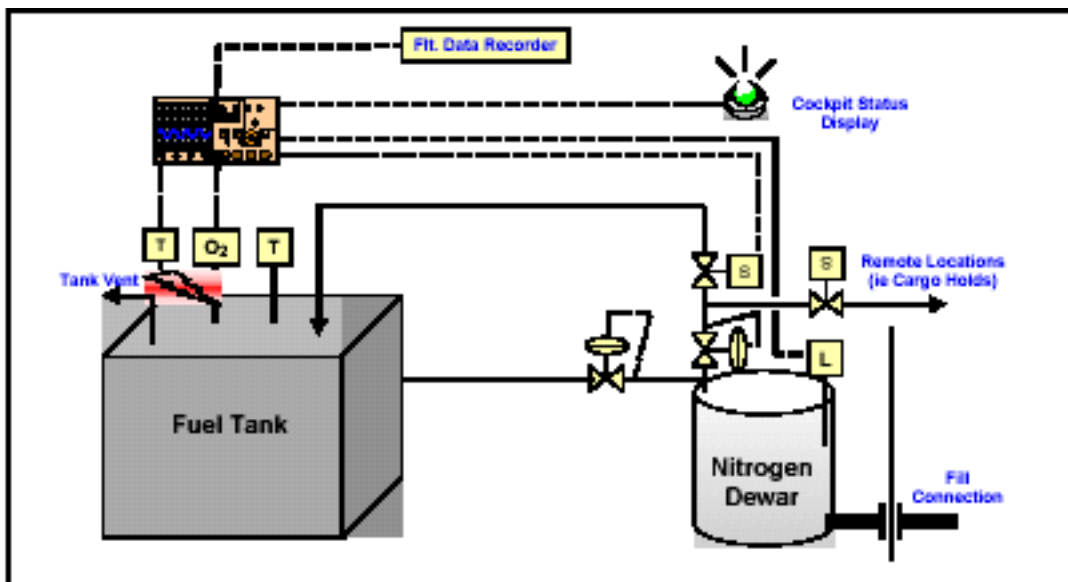 Flt. Data Recorder
Cockpit Status
Display
T
O2
T
S
S
Remote Locations
(ie Cargo Holds)
Tank Vent
L
Fuel Tank
Nitrogen
Dewar
Fill
Connection